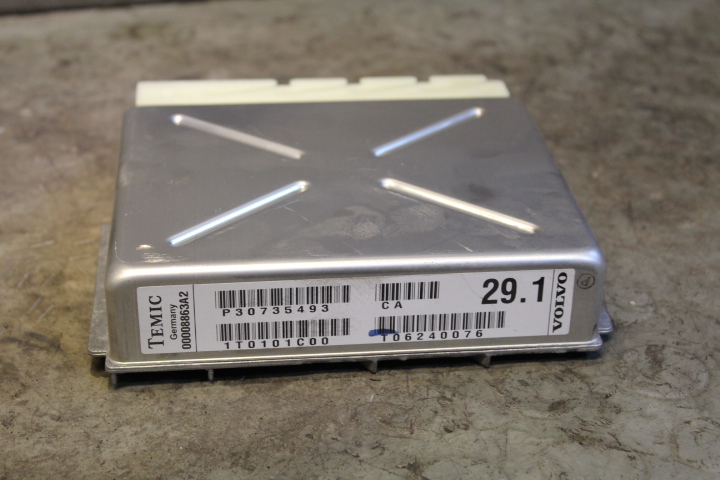 TEMIC
Germany
00008863A2
P30735493
CA
29.1
1T0101C00
T06240076
VOLVO